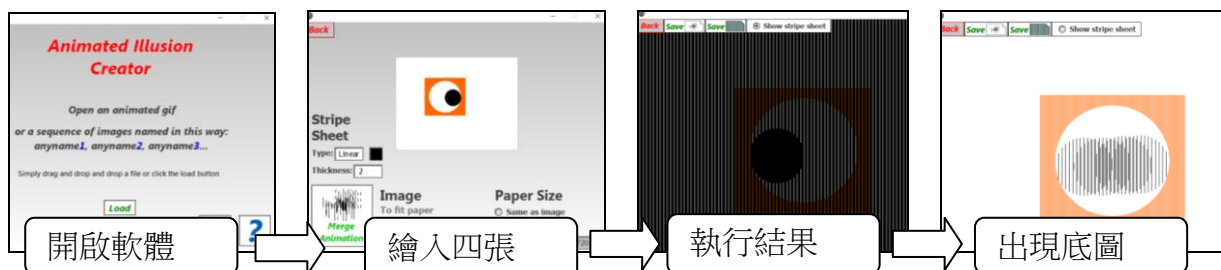 Animated Illusion
Creator
Open an animated gif
or a sequence of images named in this way:
anyname1, anyname2, anyname3...
Simply drag and drop and drop a file or click the load button
Load
?
開啟軟體
Back
Stripe
Sheet
Type: Linear
Thickness: 2
Merge
Animation
Image
To fit paper
Paper Size
Same as image
繪入四張
Back Save Save Show stripe sheet
執行結果
Back Save Save Show stripe sheet
出現底圖